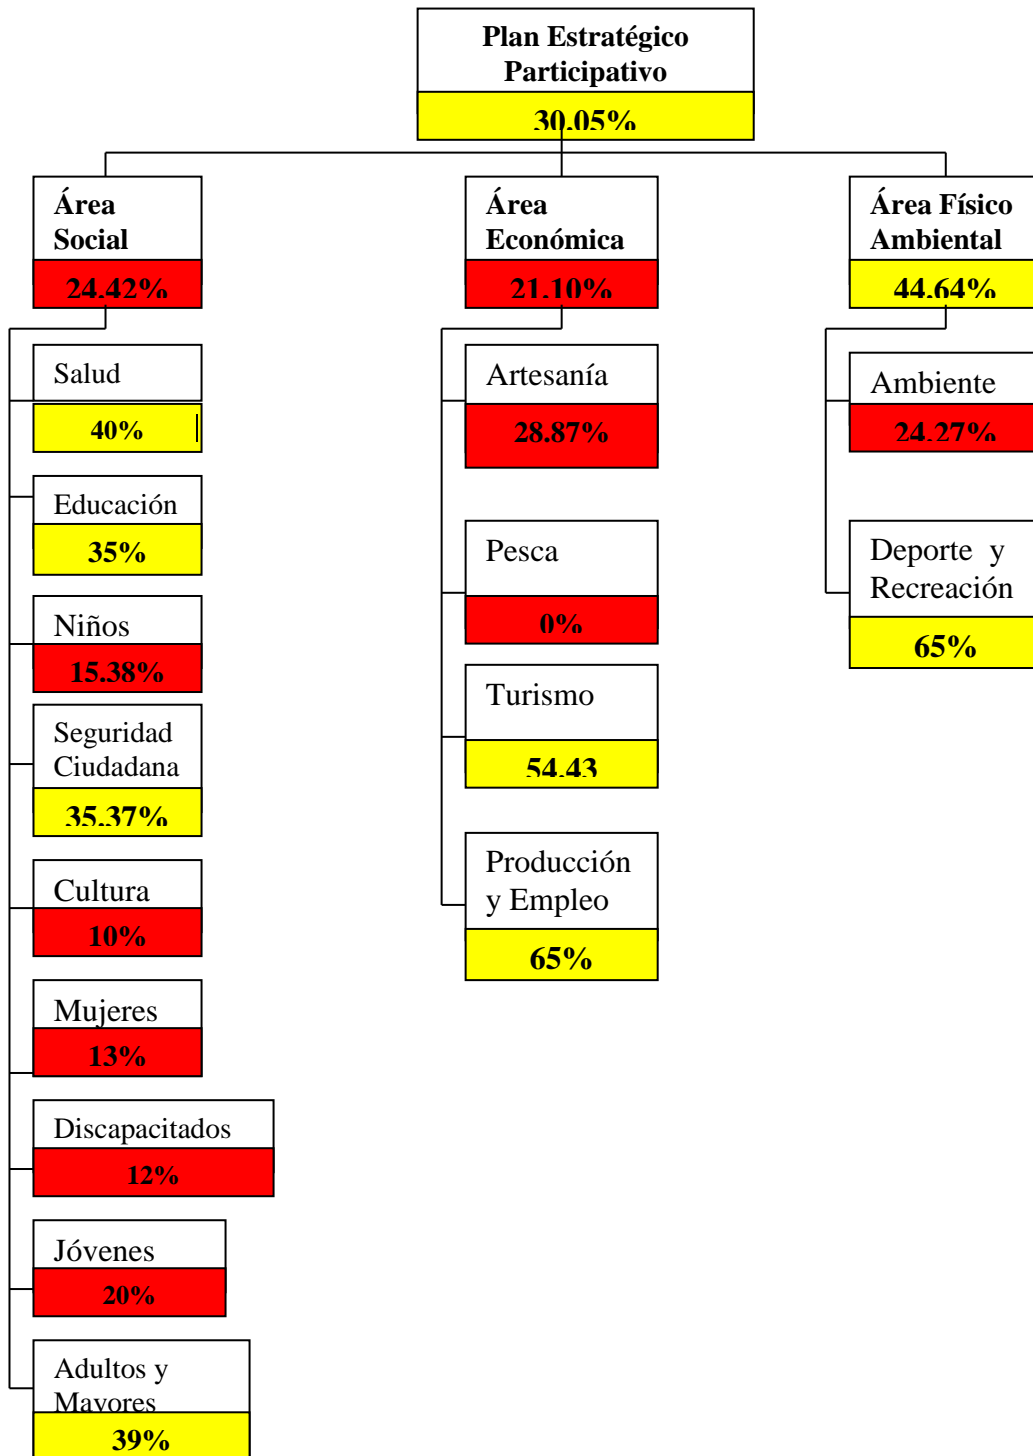 Plan Estratégico
Participativo
30.05%
Área
Social
24.42%
Salud
40%
Educación
35%
Niños
15.38%
Seguridad
Ciudadana
35.37%
Cultura
10%
Mujeres
13%
Discapacitados
12%
Jóvenes
20%
Adultos y
Mayores
39%
Área
Económica
21.10%
Artesanía
28.87%
Pesca
0%
Turismo
54.43
Producción
y Empleo
65%
Área Físico
Ambiental
44.64%
Ambiente
24.27%
Deporte y
Recreación
65%